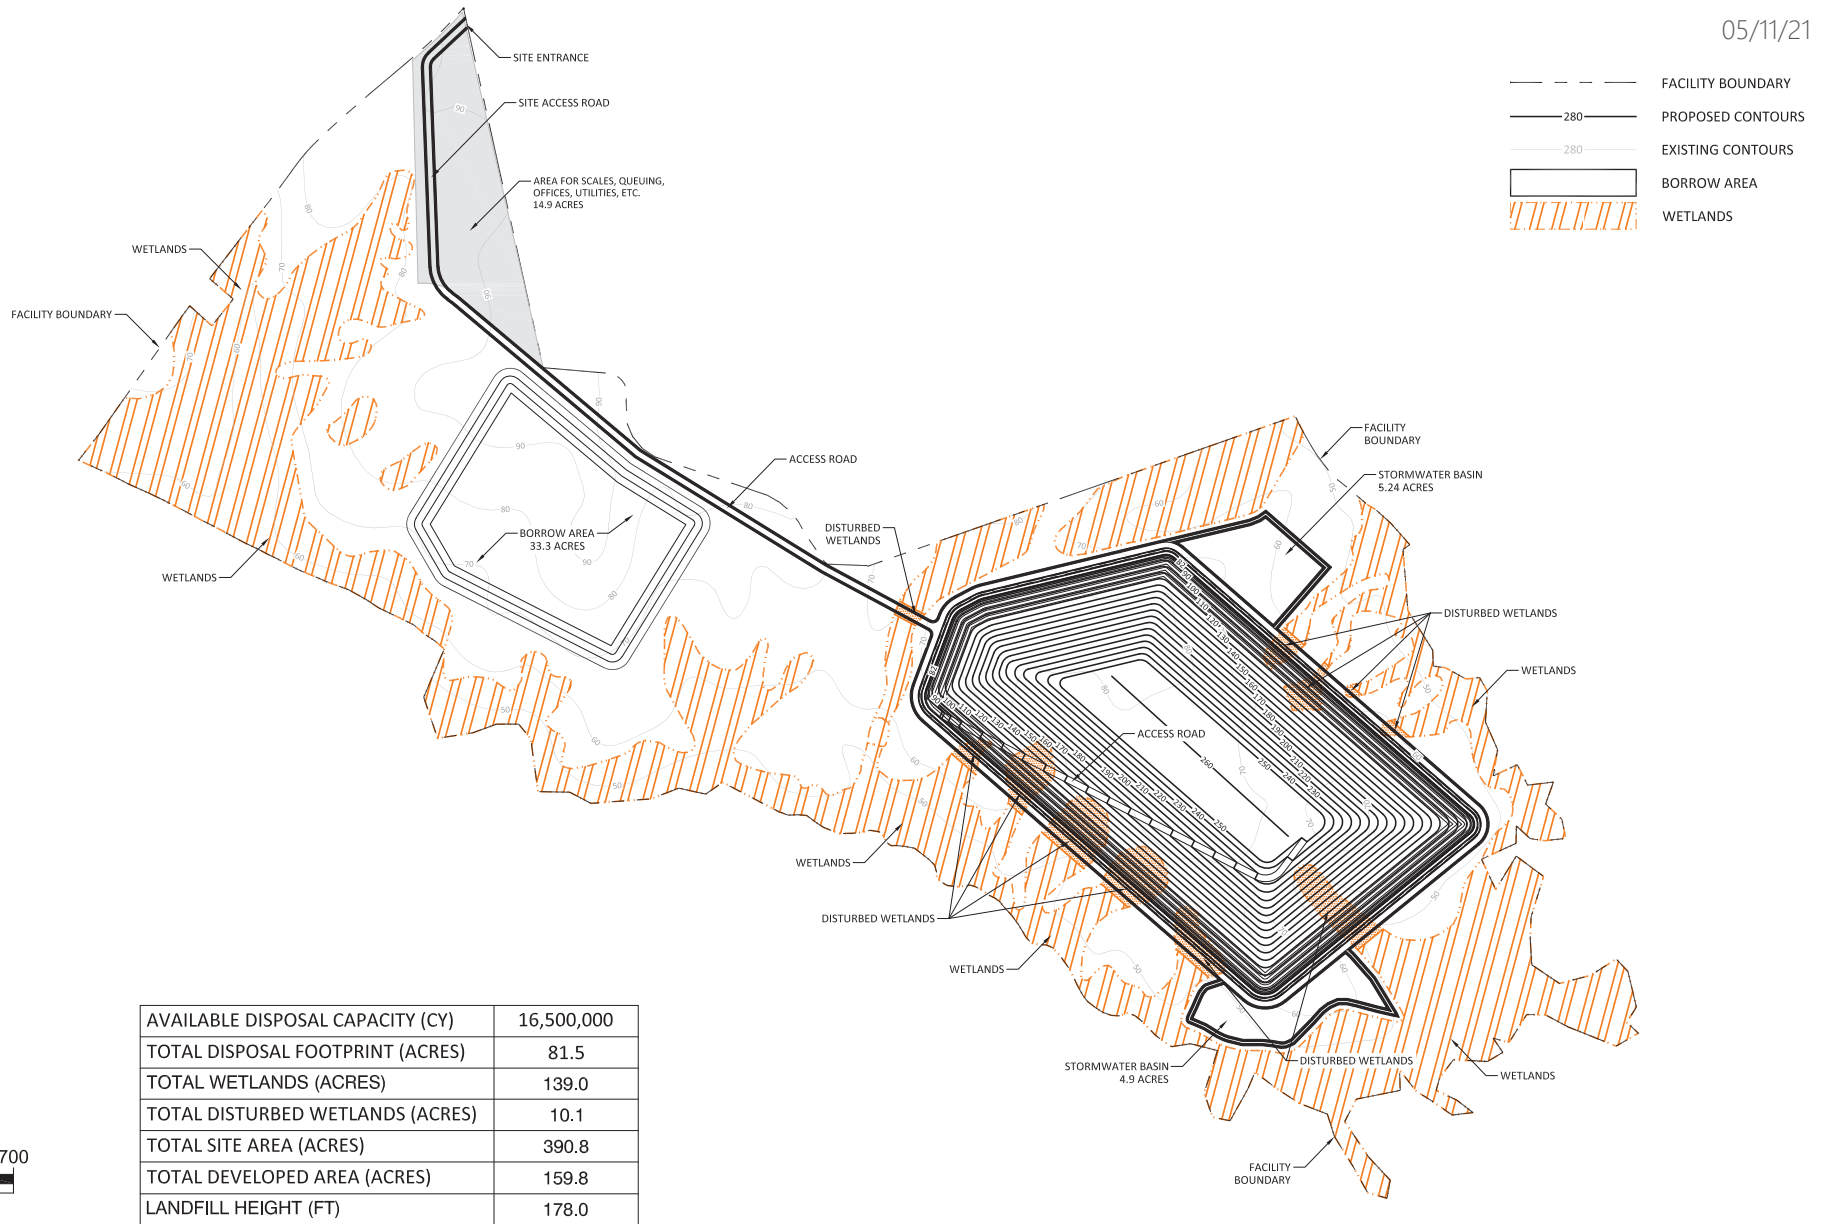 05/11/21
FACILITY BOUNDARY
280
PROPOSED CONTOURS
280
EXISTING CONTOURS
BORROW AREA
WETLANDS
SITE ENTRANCE
SITE ACCESS ROAD
AREA FOR SCALES, QUEUING,
OFFICES, UTILITIES, ETC.
14.9 ACRES
WETLANDS
FACILITY BOUNDARY
WETLANDS
BORROW AREA
33.3 ACRES
ACCESS ROAD
DISTURBED
WETLANDS
FACILITY
BOUNDARY
STORMWATER BASIN
5.24 ACRES
DISTURBED WETLANDS
WETLANDS
ACCESS ROAD
260
WETLANDS
DISTURBED WETLANDS
WETLANDS
STORMWATER BASIN
4.9 ACRES
DISTURBED WETLANDS
WETLANDS
FACILITY
BOUNDARY
AVAILABLE DISPOSAL CAPACITY (CY) 16,500,000
TOTAL DISPOSAL FOOTPRINT (ACRES) 81.5
TOTAL WETLANDS (ACRES) 139.0
TOTAL DISTURBED WETLANDS (ACRES) 10.1
TOTAL SITE AREA (ACRES) 390.8
TOTAL DEVELOPED AREA (ACRES) 159.8
LANDFILL HEIGHT (FT) 178.0
700